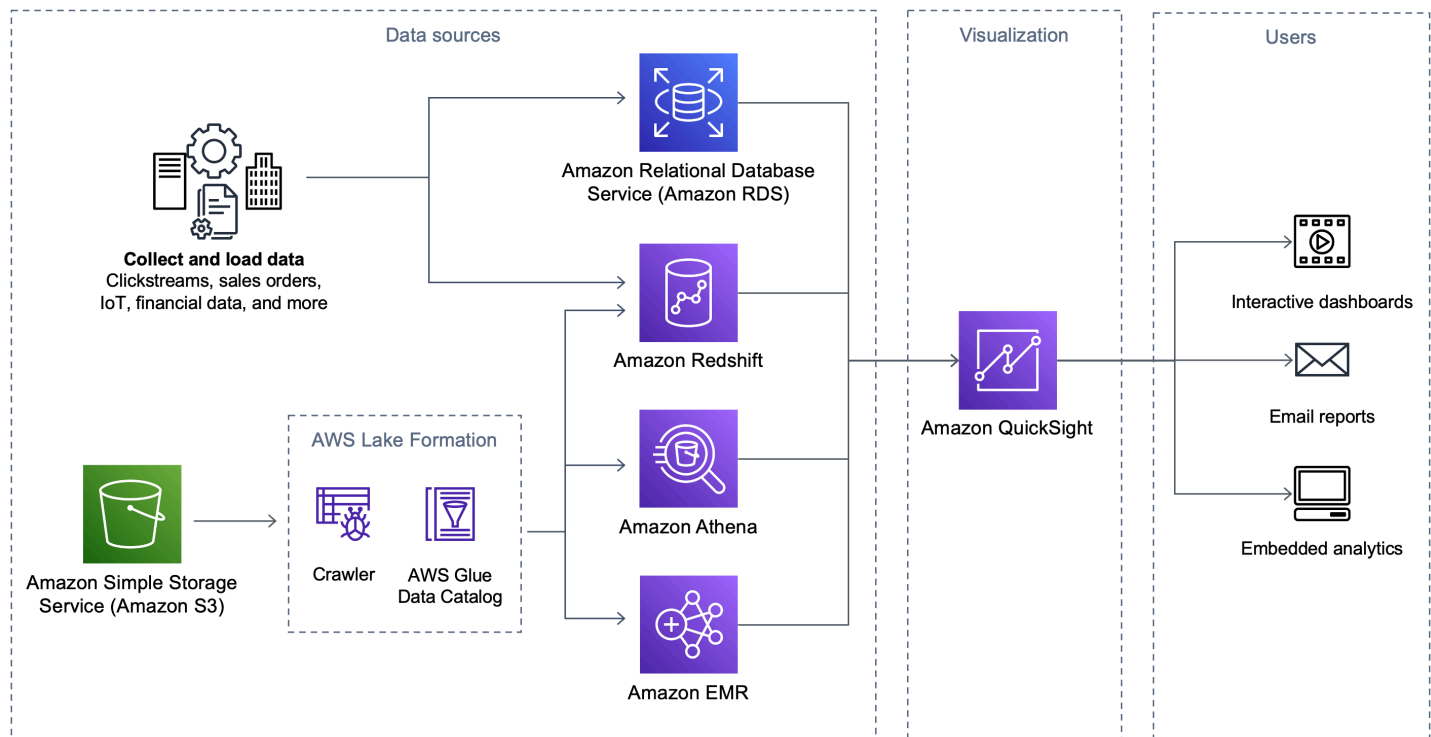 Data sources
Visualization
Users
Amazon Relational Database
Service (Amazon RDS)
Collect and load data
Clickstreams, sales orders,
IoT, financial data, and more
Interactive dashboards
Amazon Redshift
Email reports
Amazon QuickSight
AWS Lake Formation
Amazon Athena
Embedded analytics
Crawler
AWS Glue
Data Catalog
Amazon Simple Storage
Service (Amazon S3)
Amazon EMR